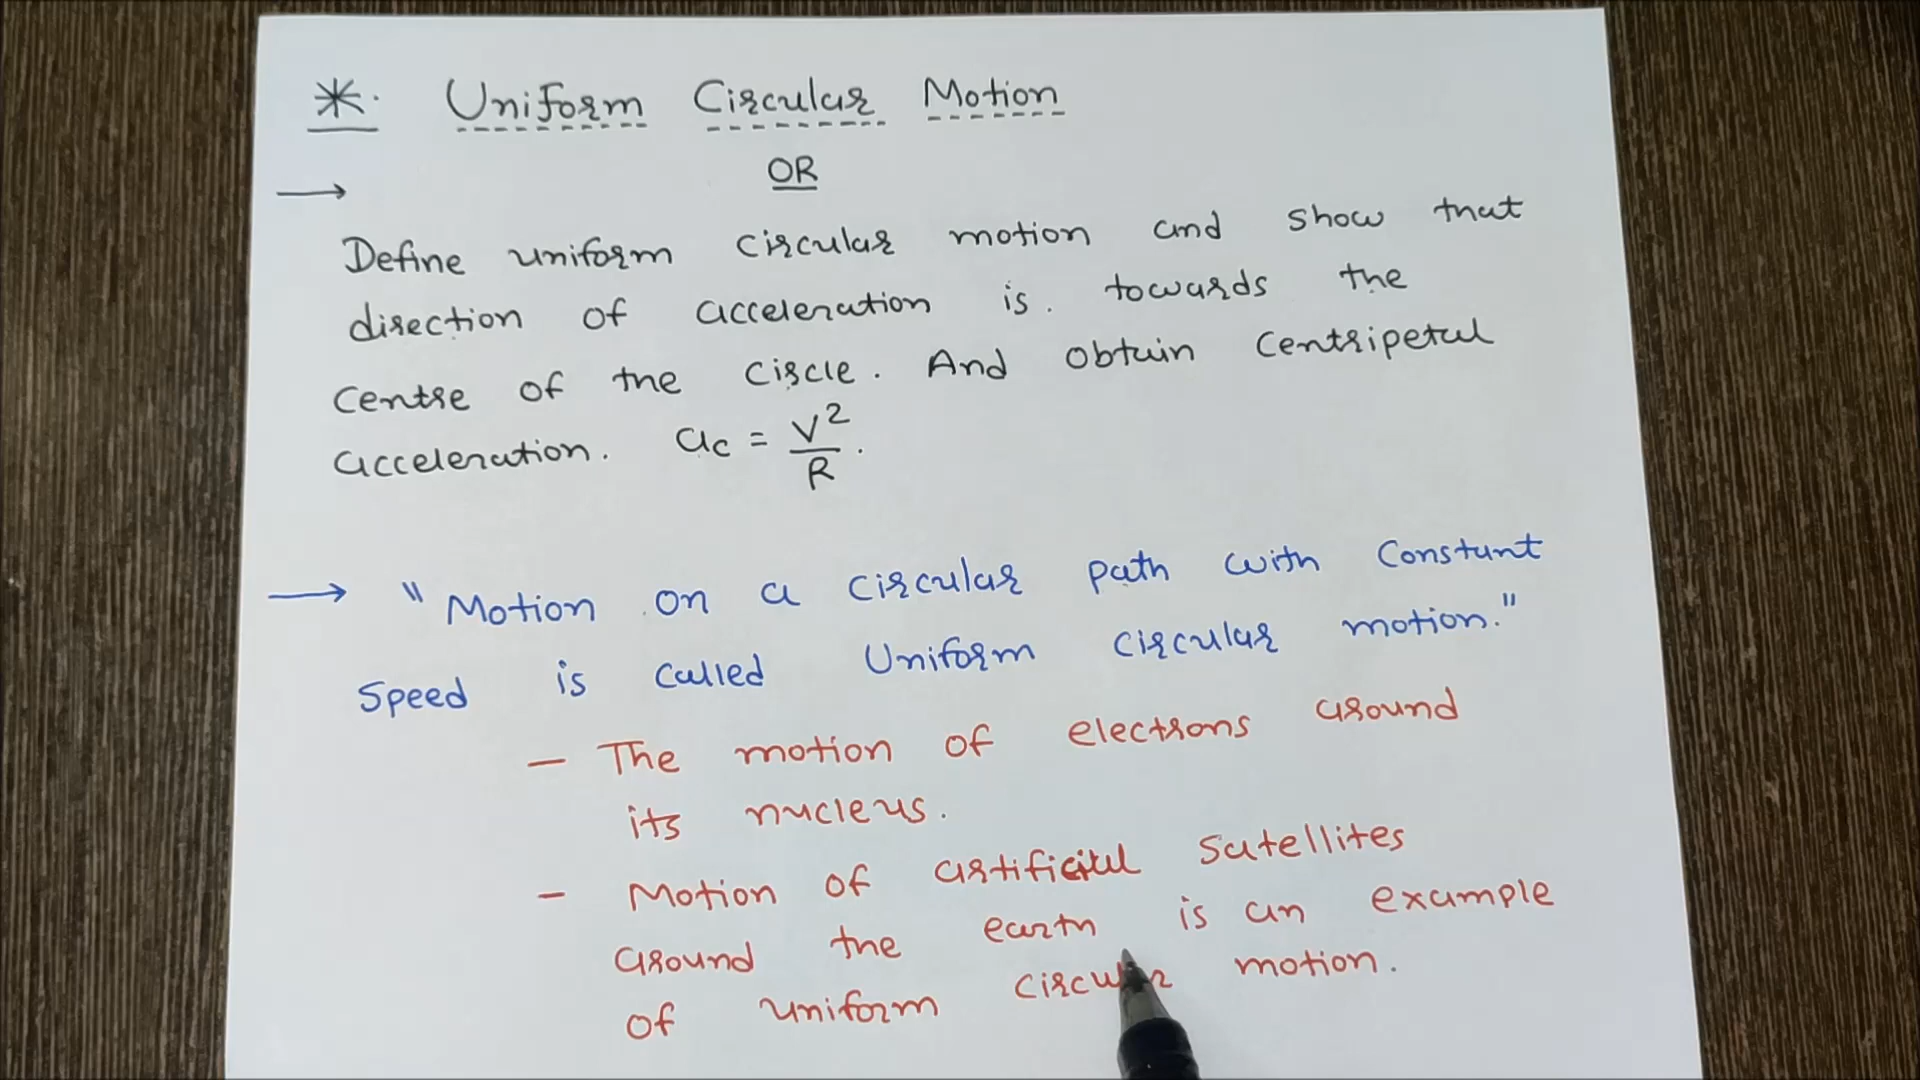 * Uniform Circular Motion
OR
→
Define uniform circular motion and show that
direction of acceleration is. towards the
centre of the circle. And obtain centripetal
acceleration. ac = V²/R.
→ "Motion on a circular path with constant
speed is called Uniform circular motion."
– The motion of electrons around
its nucleus.
– Motion of artificial satellites
around the earth is an example
of uniform circular motion.